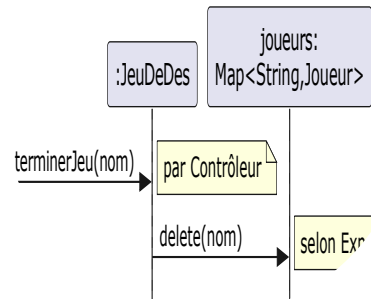 :JeuDeDes
joueurs:
Map<String,Joueur>
terminerJeu(nom)
par Contrôleur
delete(nom)
selon